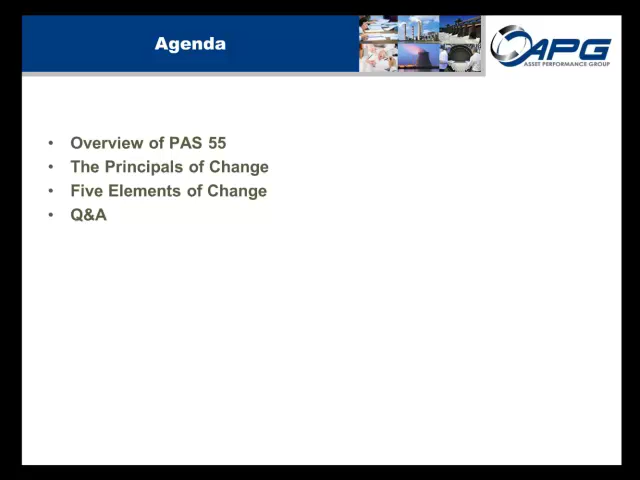 Agenda
APG
ASSET PERFORMANCE GROUP
• Overview of PAS 55
• The Principals of Change
• Five Elements of Change
• Q&A